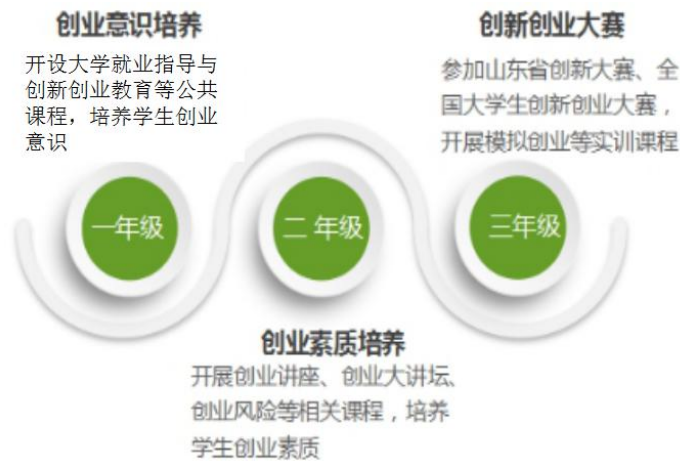 创业意识培养
开设大学就业指导与
创新创业教育等公共
课程，培养学生创业
意识
创新创业大赛
参加山东省创新大赛、全
国大学生创新创业大赛，
开展模拟创业等实训课程
一年级
二 年级
三年级
创业素质培养
开展创业讲座、创业大讲坛、
创业风险等相关课程，培养
学生创业素质